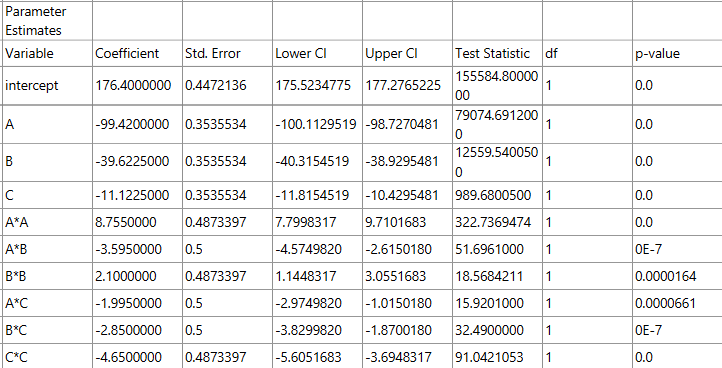 Parameter
Estimates
Variable Coefficient Std. Error Lower CI Upper CI Test Statistic df p-value
intercept 176.4000000 0.4472136 175.5234775 177.2765225 155584.80000
00 1 0.0
A -99.4200000 0.3535534 -100.1129519 -98.7270481 79074.691200
0 1 0.0
B -39.6225000 0.3535534 -40.3154519 -38.9295481 12559.540050
0 1 0.0
C -11.1225000 0.3535534 -11.8154519 -10.4295481 989.6800500 1 0.0
A*A 8.7550000 0.4873397 7.7998317 9.7101683 322.7369474 1 0.0
A*B -3.5950000 0.5 -4.5749820 -2.6150180 51.6961000 1 0E-7
B*B 2.1000000 0.4873397 1.1448317 3.0551683 18.5684211 1 0.0000164
A*C -1.9950000 0.5 -2.9749820 -1.0150180 15.9201000 1 0.0000661
B*C -2.8500000 0.5 -3.8299820 -1.8700180 32.4900000 1 0E-7
C*C -4.6500000 0.4873397 -5.6051683 -3.6948317 91.0421053 1 0.0